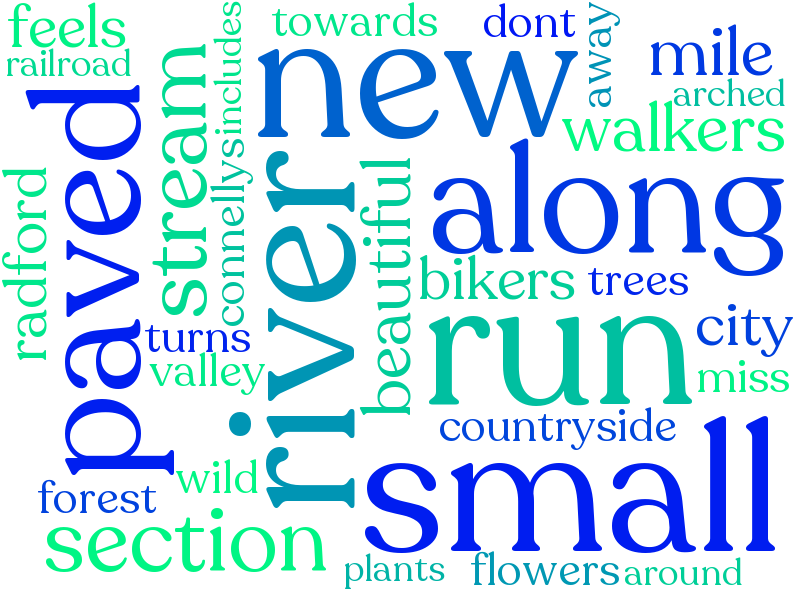 feels
towards
dont
away
mile
railroad
includes
new
arched
walkers
paved
stream
connellys
river
beautiful
along
radford
bikers
trees
turns
valley
run
city
miss
countryside
wild
forest
small
section
plants
flowers
around